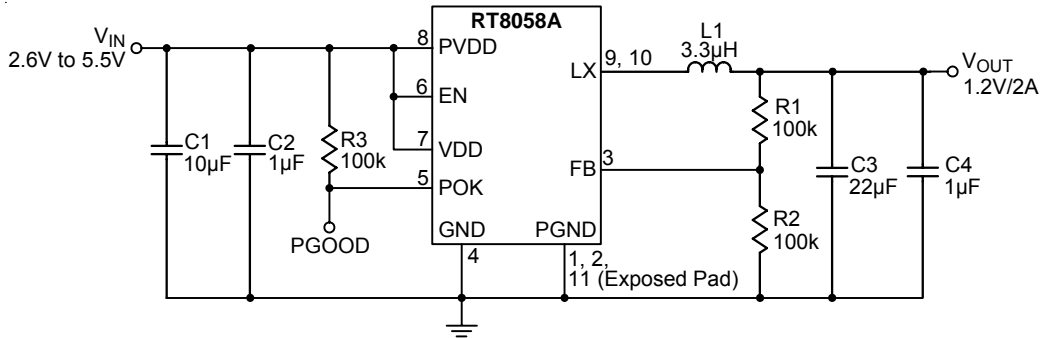 RT8058A
VIN
2.6V to 5.5V
8
PVDD
6
EN
7
VDD
5
POK
GND
4
PGND
1, 2,
11 (Exposed Pad)
LX
9, 10
FB
3
C1
10µF
C2
1µF
R3
100k
PGOOD
L1
3.3µH
R1
100k
R2
100k
C3
22µF
C4
1µF
VOUT
1.2V/2A